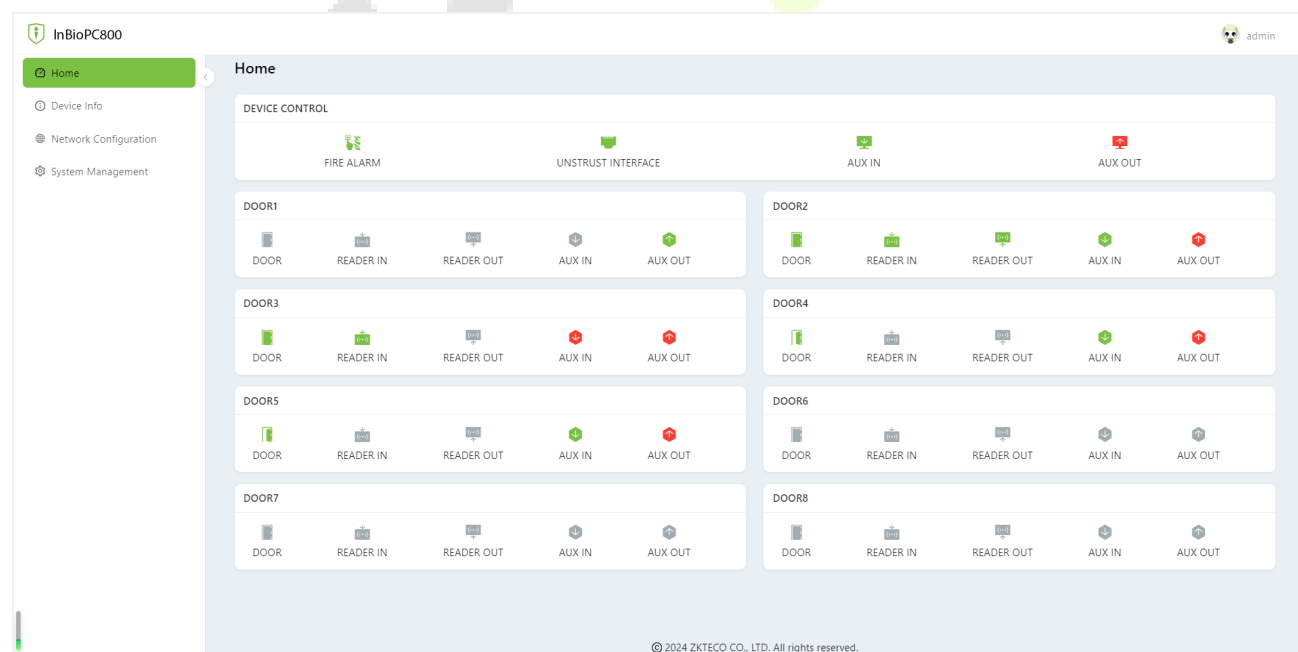 InBioPC800
admin
Home
Device Info
Network Configuration
System Management
Home
DEVICE CONTROL
FIRE ALARM UNSTRUST INTERFACE AUX IN AUX OUT
DOOR1
DOOR READER IN READER OUT AUX IN AUX OUT
DOOR2
DOOR READER IN READER OUT AUX IN AUX OUT
DOOR3
DOOR READER IN READER OUT AUX IN AUX OUT
DOOR4
DOOR READER IN READER OUT AUX IN AUX OUT
DOOR5
DOOR READER IN READER OUT AUX IN AUX OUT
DOOR6
DOOR READER IN READER OUT AUX IN AUX OUT
DOOR7
DOOR READER IN READER OUT AUX IN AUX OUT
DOOR8
DOOR READER IN READER OUT AUX IN AUX OUT
© 2024 ZKTECO CO., LTD. All rights reserved.